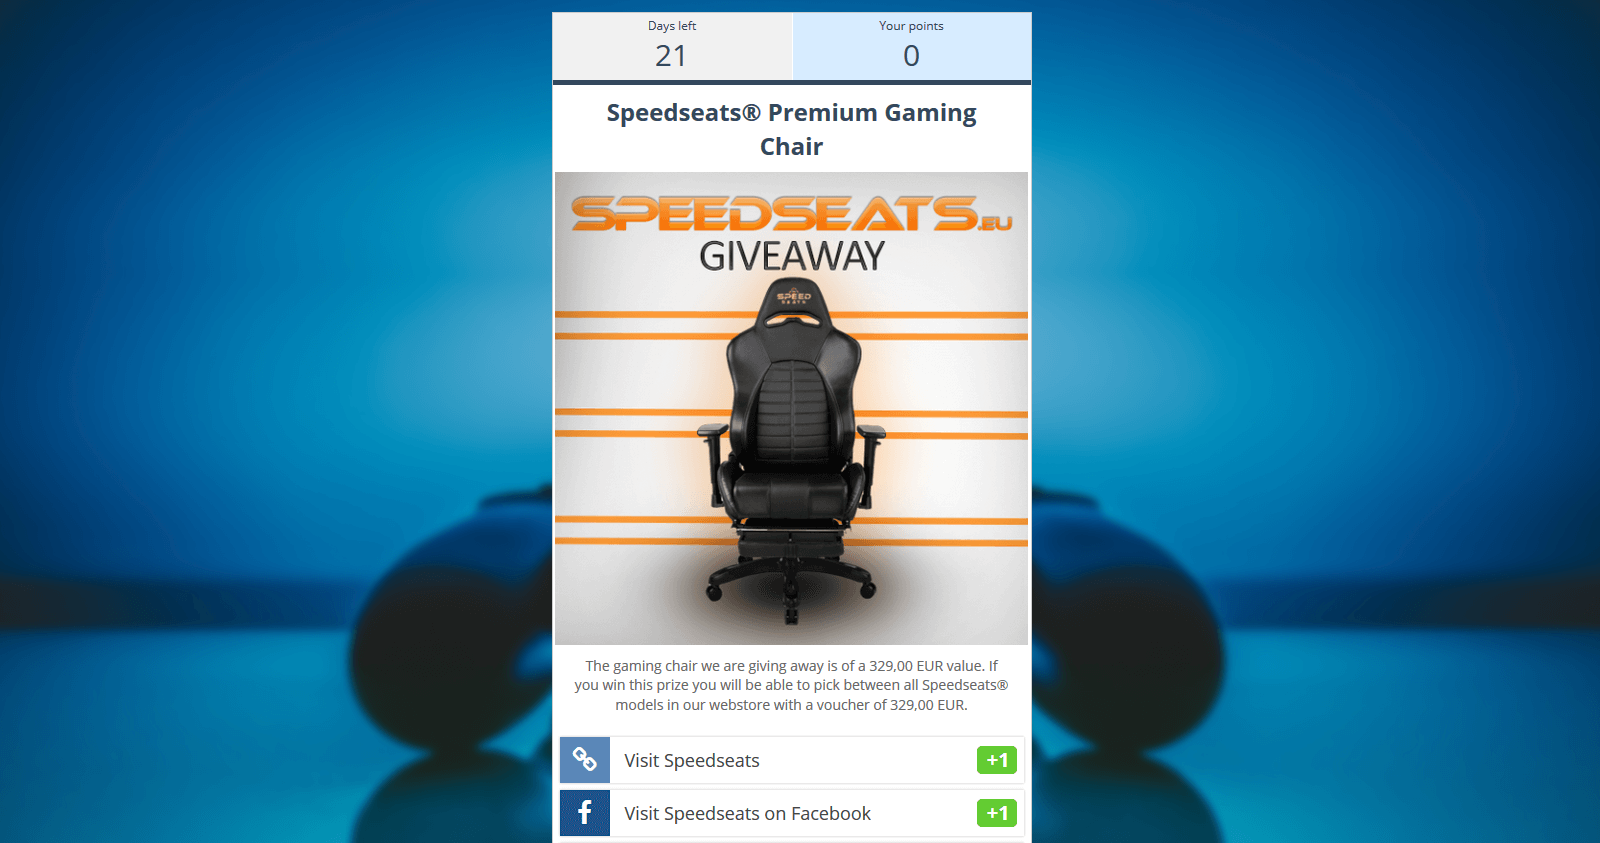 Days left
Your points
21
0
Speedseats® Premium Gaming
Chair
SPEEDSEATS.EU
GIVEAWAY
SPEED
SEATS
The gaming chair we are giving away is of a 329,00 EUR value. If
you win this prize you will be able to pick between all Speedseats®
models in our webstore with a voucher of 329,00 EUR.
Visit Speedseats
+1
Visit Speedseats on Facebook
+1